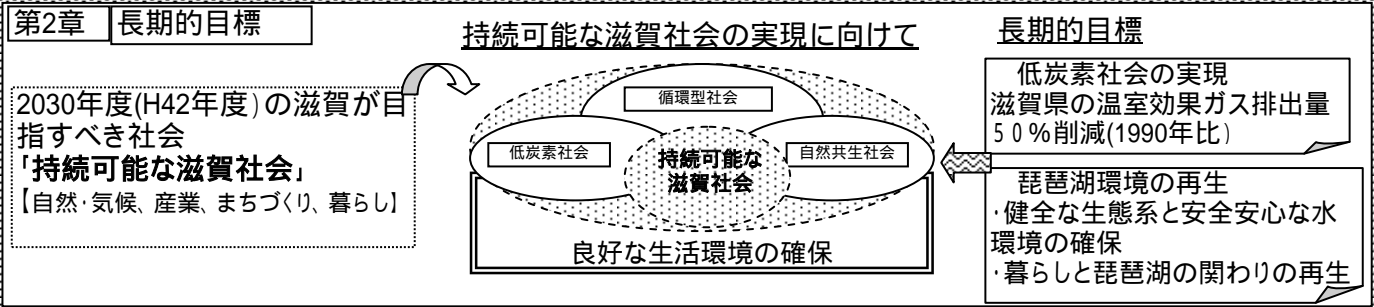 第2章 長期的目標
2030年度(H42年度)の滋賀が目
指すべき社会
「持続可能な滋賀社会」
【自然・気候、産業、まちづくり、暮らし】
持続可能な滋賀社会の実現に向けて
循環型社会
低炭素社会
自然共生社会
持続可能な
滋賀社会
良好な生活環境の確保
長期的目標
低炭素社会の実現
滋賀県の温室効果ガス排出量
50%削減(1990年比)
琵琶湖環境の再生
・健全な生態系と安全安心な水
環境の確保
・暮らしと琵琶湖の関わりの再生